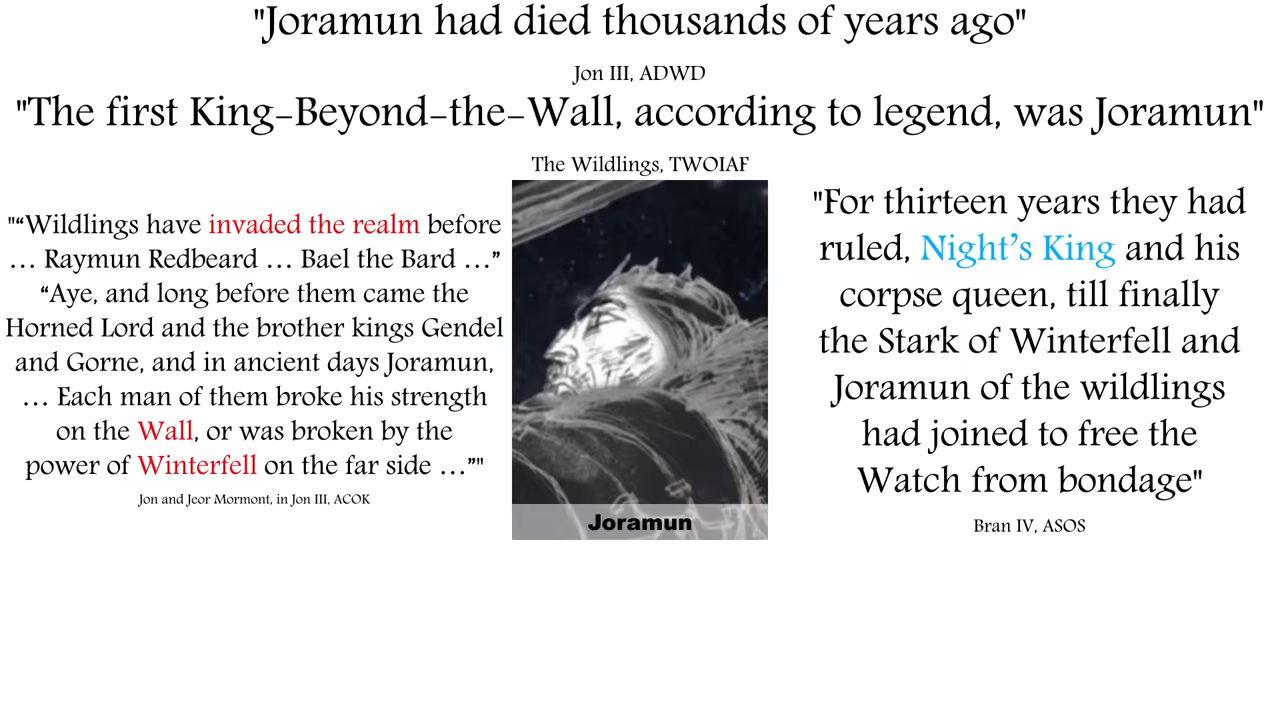 "Joramun had died thousands of years ago"
Jon III, ADWD
"The first King-Beyond-the-Wall, according to legend, was Joramun"
The Wildlings, TWOIAF
"“Wildlings have invaded the realm before
… Raymun Redbeard … Bael the Bard …”
“Aye, and long before them came the
Horned Lord and the brother kings Gendel
and Gorne, and in ancient days Joramun,
… Each man of them broke his strength
on the Wall, or was broken by the
power of Winterfell on the far side …”"
Jon and Jeor Mormont, in Jon III, ACOK
Joramun
"For thirteen years they had
ruled, Night’s King and his
corpse queen, till finally
the Stark of Winterfell and
Joramun of the wildlings
had joined to free the
Watch from bondage"
Bran IV, ASOS